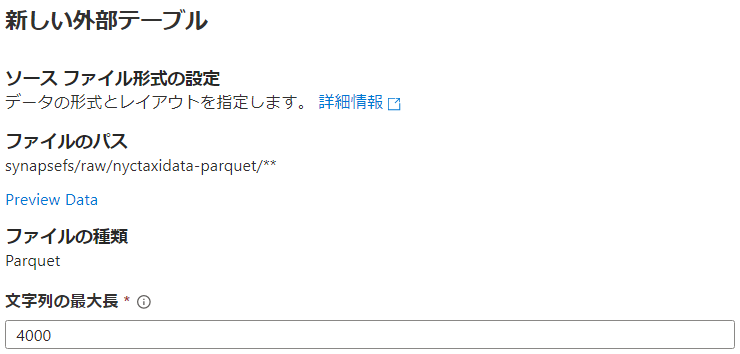 新しい外部テーブル
ソース ファイル形式の設定
データの形式とレイアウトを指定します。 詳細情報
ファイルのパス
synapsefs/raw/nyctaxidata-parquet/**
Preview Data
ファイルの種類
Parquet
文字列の最大長 *
4000